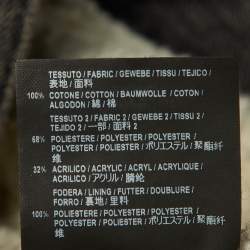 TESSUTO / FABRIC / GEWEBE / TISSU / TEJIDO /
表地 / 面料
100% COTONE / COTTON / BAUMWOLLE / COTON /
ALGODON / 綿 / 棉
TESSUTO 2 / FABRIC 2 / GEWEBE 2 / TISSU 2 /
TEJIDO 2 / 一部 / 面料 2
68% POLIESTERE / POLYESTER / POLYESTER /
POLYESTER / POLIESTER / ポリエステル / 聚酯纤
维
32% ACRILICO / ACRYLIC / ACRYL / ACRYLIQUE /
ACRILICO / アクリル / 腈纶
FODERA / LINING / FUTTER / DOUBLURE /
FORRO / 裏地 / 里料
100% POLIESTERE / POLYESTER / POLYESTER /
POLYESTER / POLIESTER / ポリエステル / 聚酯纤
维